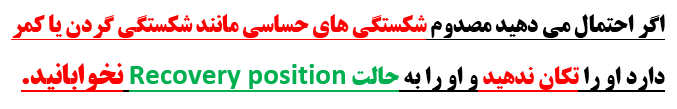 اگر احتمال می دهید مصدوم شکستگی های حساسی مانند شکستگی گردن یا کمر
دارد او را تکان ندهید و او را به حالت Recovery position نخوابانید.